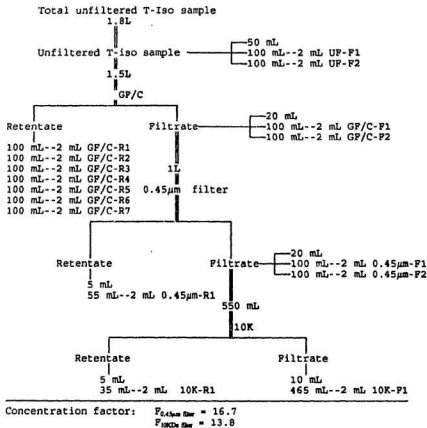 Total unfiltered T-Iso sample
1.8L
Unfiltered T-iso sample
50 mL
100 mL--2 mL UF-F1
100 mL--2 mL UF-F2
1.5L
GF/C
Retentate
100 mL--2 mL GF/C-R1
100 mL--2 mL GF/C-R2
100 mL--2 mL GF/C-R3
100 mL--2 mL GF/C-R4
100 mL--2 mL GF/C-R5
100 mL--2 mL GF/C-R6
100 mL--2 mL GF/C-R7
Filtrate
20 mL
100 mL--2 mL GF/C-F1
100 mL--2 mL GF/C-F2
1L
0.45µm filter
Retentate
5 mL
55 mL--2 mL 0.45µm-R1
Filtrate
20 mL
100 mL--2 mL 0.45µm-F1
100 mL--2 mL 0.45µm-F2
550 mL
10K
Retentate
5 mL
35 mL--2 mL 10K-R1
Filtrate
10 mL
465 mL--2 mL 10K-F1
Concentration factor: F0.45µm filter = 16.7
F10KDa filter = 13.8